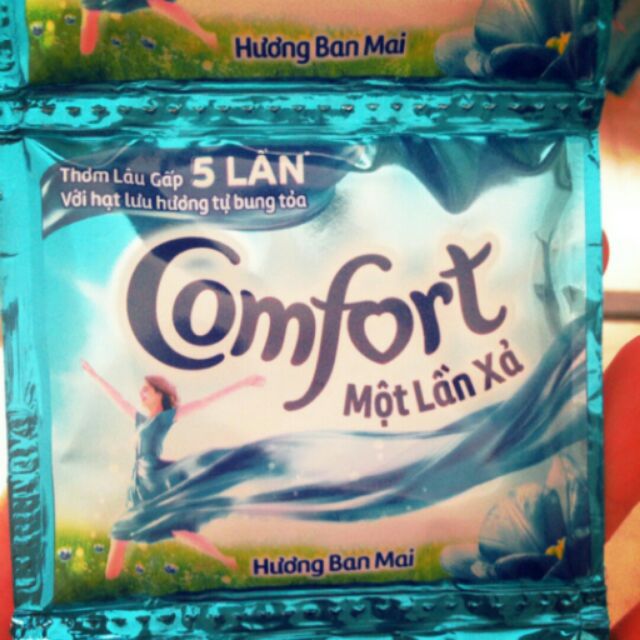 Hương Ban Mai
Thơm Lâu Gấp 5 LẦN*
Với hạt lưu hương tự bung tỏa
Comfort
Một Lần Xả
Hương Ban Mai